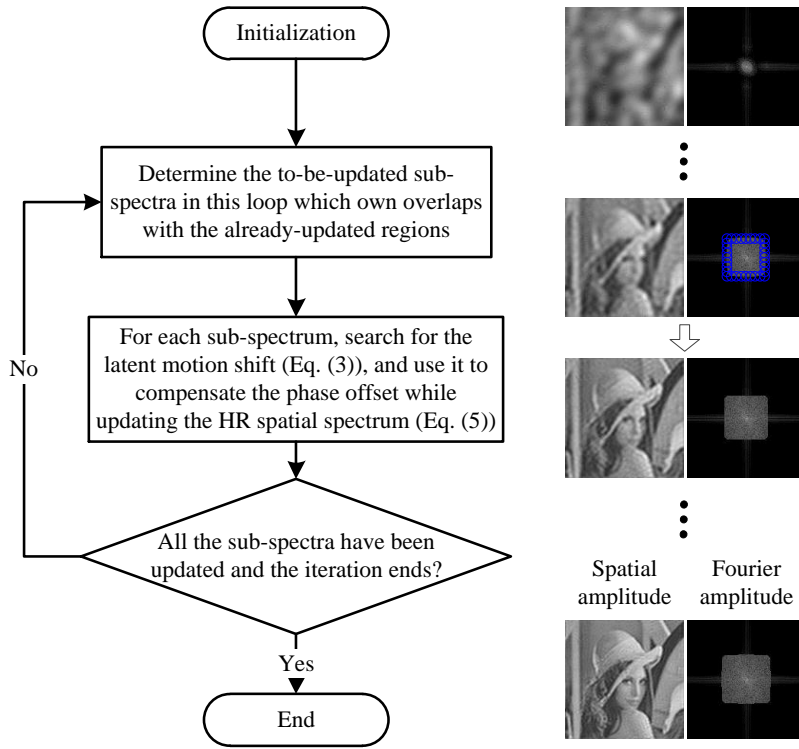 Initialization
Determine the to-be-updated sub-
spectra in this loop which own overlaps
with the already-updated regions
For each sub-spectrum, search for the
latent motion shift (Eq. (3)), and use it to
compensate the phase offset while
updating the HR spatial spectrum (Eq. (5))
No
All the sub-spectra have been
updated and the iteration ends?
Yes
End
Spatial
amplitude
Fourier
amplitude